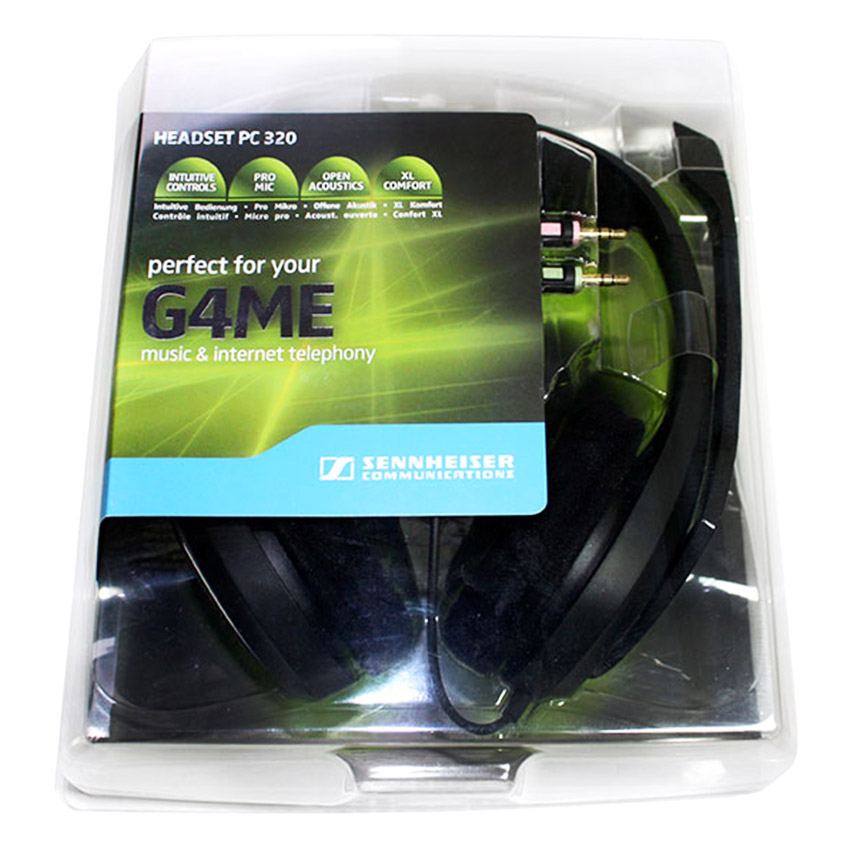 HEADSET PC 320
INTUITIVE CONTROLS
PRO MIC
OPEN ACOUSTICS
XL COMFORT
Intuitive Bedienung • Pro Mikro • Offene Akustik • XL Komfort
Contrôle intuitif • Micro pro • Acoust. ouverte • Confort XL
perfect for your
G4ME
music & internet telephony
SENNHEISER
COMMUNICATIONS